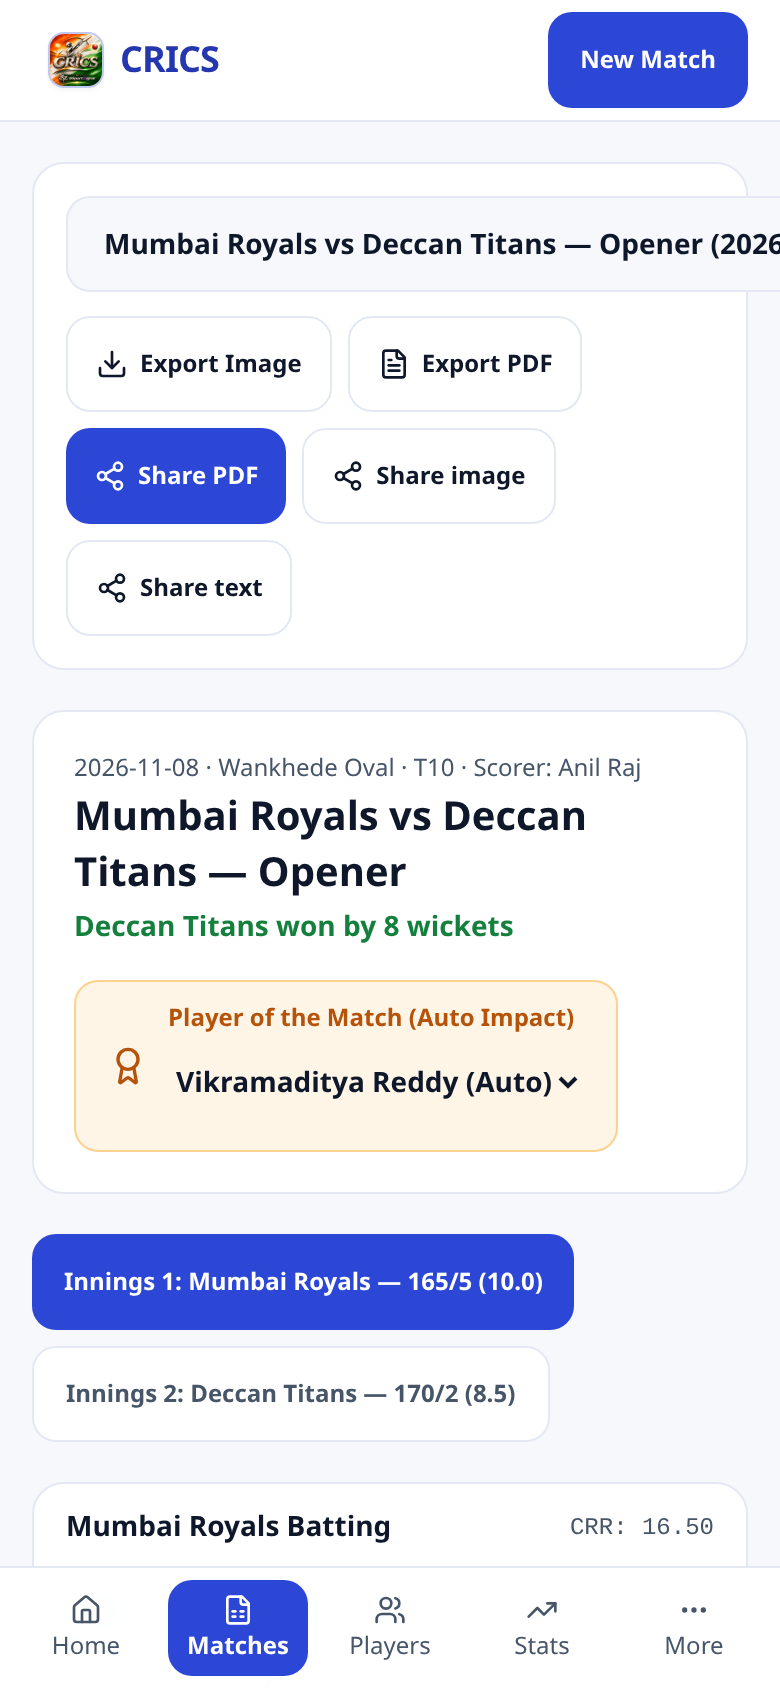 CRICS
CRICS
New Match
Mumbai Royals vs Deccan Titans — Opener (2026
Export Image
Export PDF
Share PDF
Share image
Share text
2026-11-08 · Wankhede Oval · T10 · Scorer: Anil Raj
Mumbai Royals vs Deccan
Titans — Opener
Deccan Titans won by 8 wickets
Player of the Match (Auto Impact)
Vikramaditya Reddy (Auto)
Innings 1: Mumbai Royals — 165/5 (10.0)
Innings 2: Deccan Titans — 170/2 (8.5)
Mumbai Royals Batting
CRR: 16.50
Home
Matches
Players
Stats
More